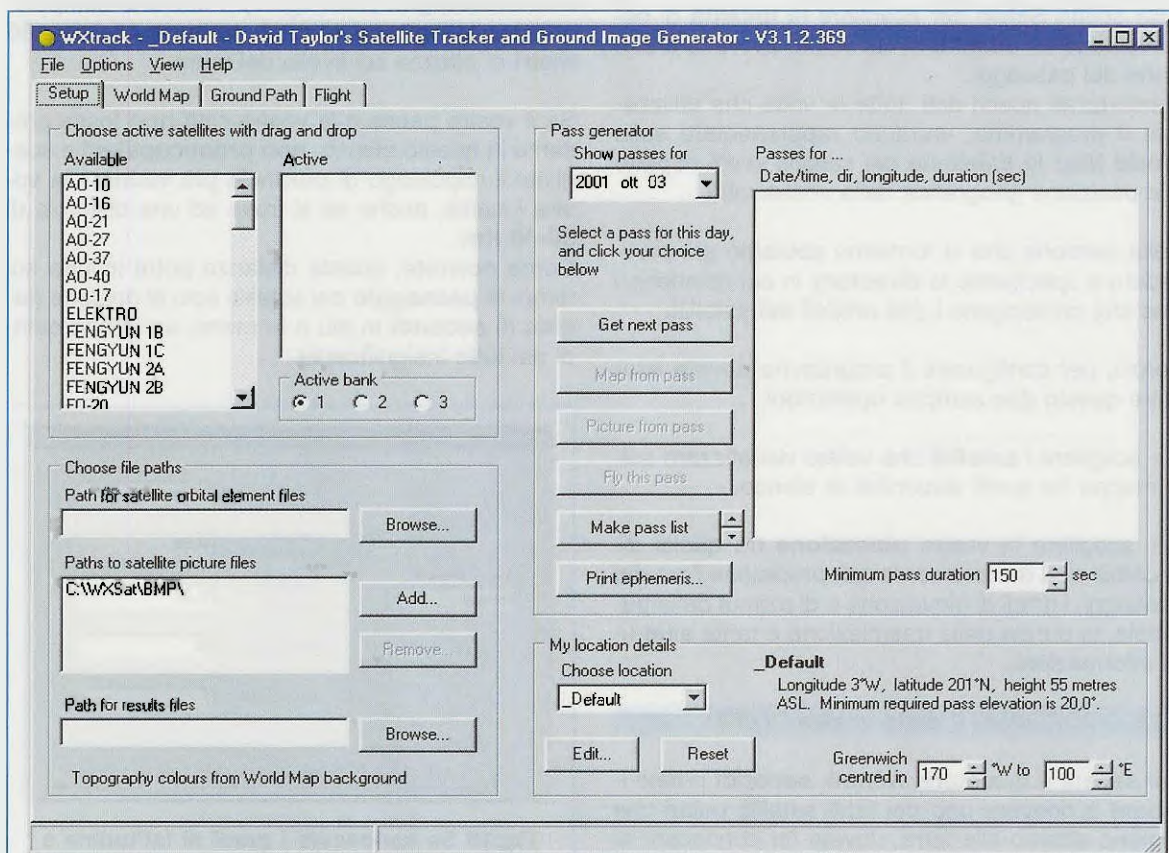 WXtrack - _Default - David Taylor's Satellite Tracker and Ground Image Generator - V3.1.2.369
File Options View Help
Setup World Map Ground Path Flight
Choose active satellites with drag and drop
Available
AO-10
AO-16
AO-21
AO-27
AO-37
AO-40
DO-17
ELEKTRO
FENGYUN 1B
FENGYUN 1C
FENGYUN 2A
FENGYUN 2B
FO-20
Active
Active bank
1 2 3
Choose file paths
Path for satellite orbital element files
Browse...
Paths to satellite picture files
C:\WXSat\BMP\
Add...
Remove...
Path for results files
Browse...
Topography colours from World Map background
Pass generator
Show passes for
2001 ott 03
Select a pass for this day,
and click your choice
below
Get next pass
Map from pass
Picture from pass
Fly this pass
Make pass list
Print ephemeris...
Passes for ...
Date/time, dir, longitude, duration (sec)
Minimum pass duration 150 sec
My location details
Choose location
_Default
Edit... Reset
_Default
Longitude 3°W, latitude 201°N, height 55 metres
ASL. Minimum required pass elevation is 20,0°.
Greenwich
centred in 170 °W to 100 °E